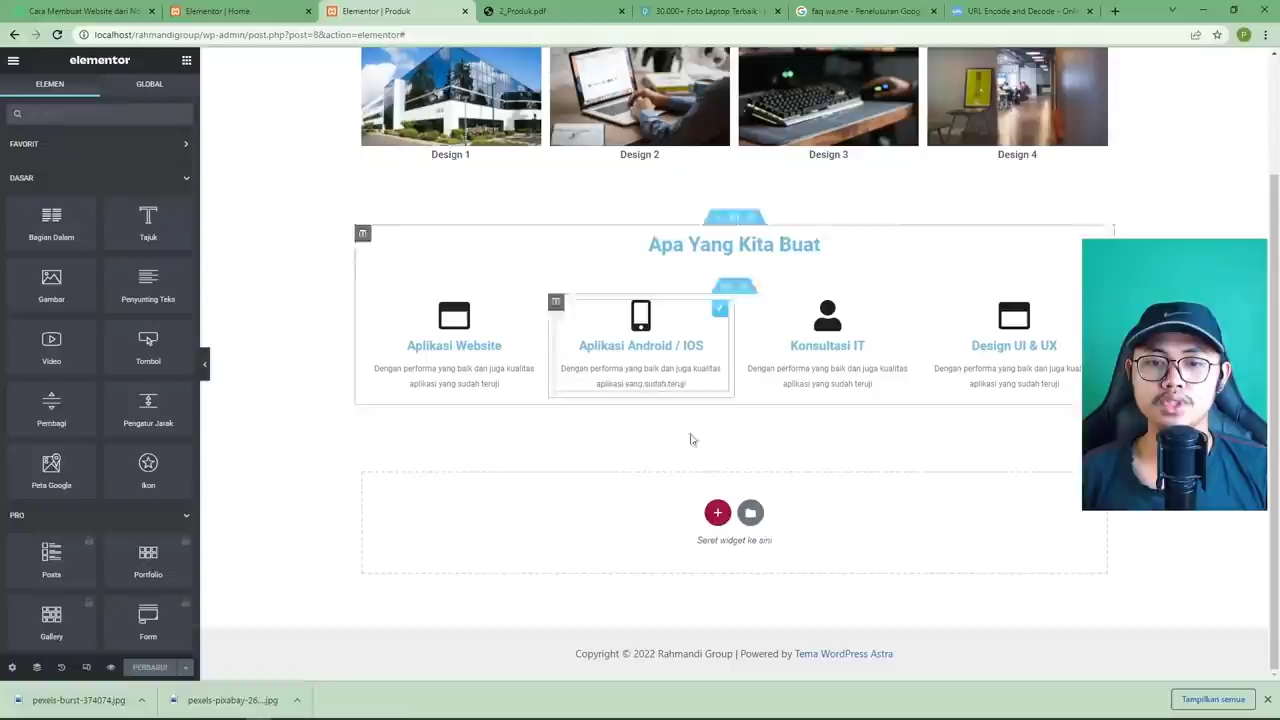 Cara Membuat Website dari No
Elementor | Home
Elementor | Produk
2_Produk.pdf
30.000+ Foto Laptop Terbaik
faq wa me - Penelusuran Goog
URL Encode and Decode - Onli
localhost/rahmandigroup/wp-admin/post.php?post=8&action=elementor#
P
elementor
ELEMEN
GLOBAL
FAVORIT
DASAR
Bagian Dalam
Tajuk
Gambar
Penyunting Teks
Video
Tombol
Pembagi
Pengatur Jarak
Peta Google
Ikon
PRO
Posts
Portfolio
Gallery
Form
PERBARUI
Design 1
Design 2
Design 3
Design 4
Apa Yang Kita Buat
Aplikasi Website
Aplikasi Android / IOS
Konsultasi IT
Design UI & UX
Dengan performa yang baik dan juga kualitas
aplikasi yang sudah teruji
Dengan performa yang baik dan juga kualitas
aplikasi yang sudah teruji
Dengan performa yang baik dan juga kualitas
aplikasi yang sudah teruji
Dengan performa yang baik dan juga kual
aplikasi yang sudah teruji
Seret widget ke sini
Copyright © 2022 Rahmandi Group | Powered by Tema WordPress Astra
pexels-burst-374074.jpg
pexels-pixabay-26....jpg
Tampilkan semua